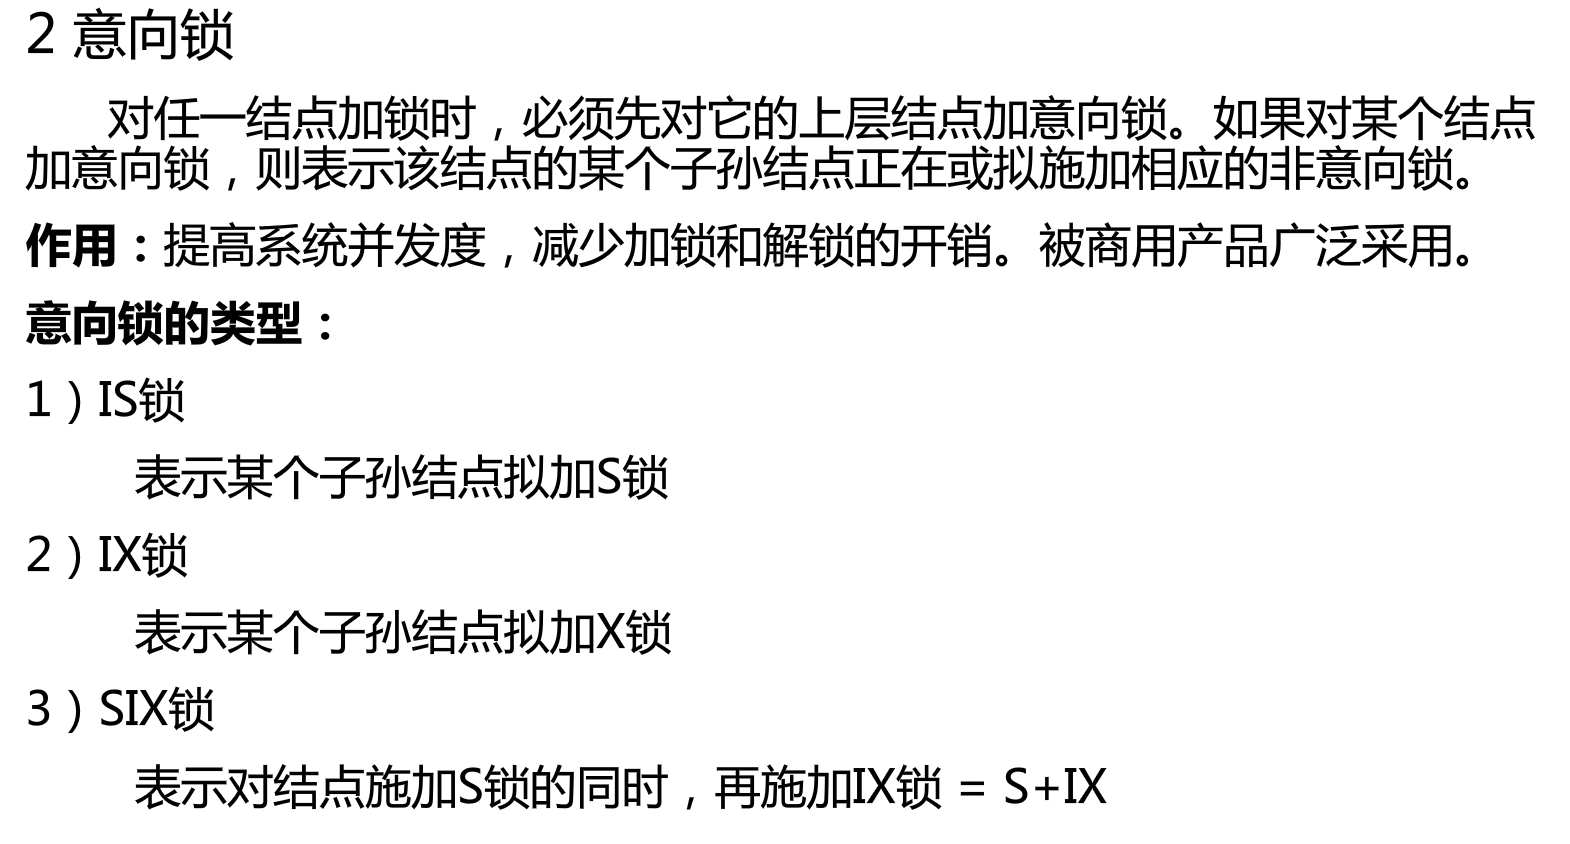 2 意向锁
对任一结点加锁时，必须先对它的上层结点加意向锁。如果对某个结点
加意向锁，则表示该结点的某个子孙结点正在或拟施加相应的非意向锁。
作用：提高系统并发度，减少加锁和解锁的开销。被商用产品广泛采用。
意向锁的类型：
1）IS锁
表示某个子孙结点拟加S锁
2）IX锁
表示某个子孙结点拟加X锁
3）SIX锁
表示对结点施加S锁的同时，再施加IX锁 = S+IX